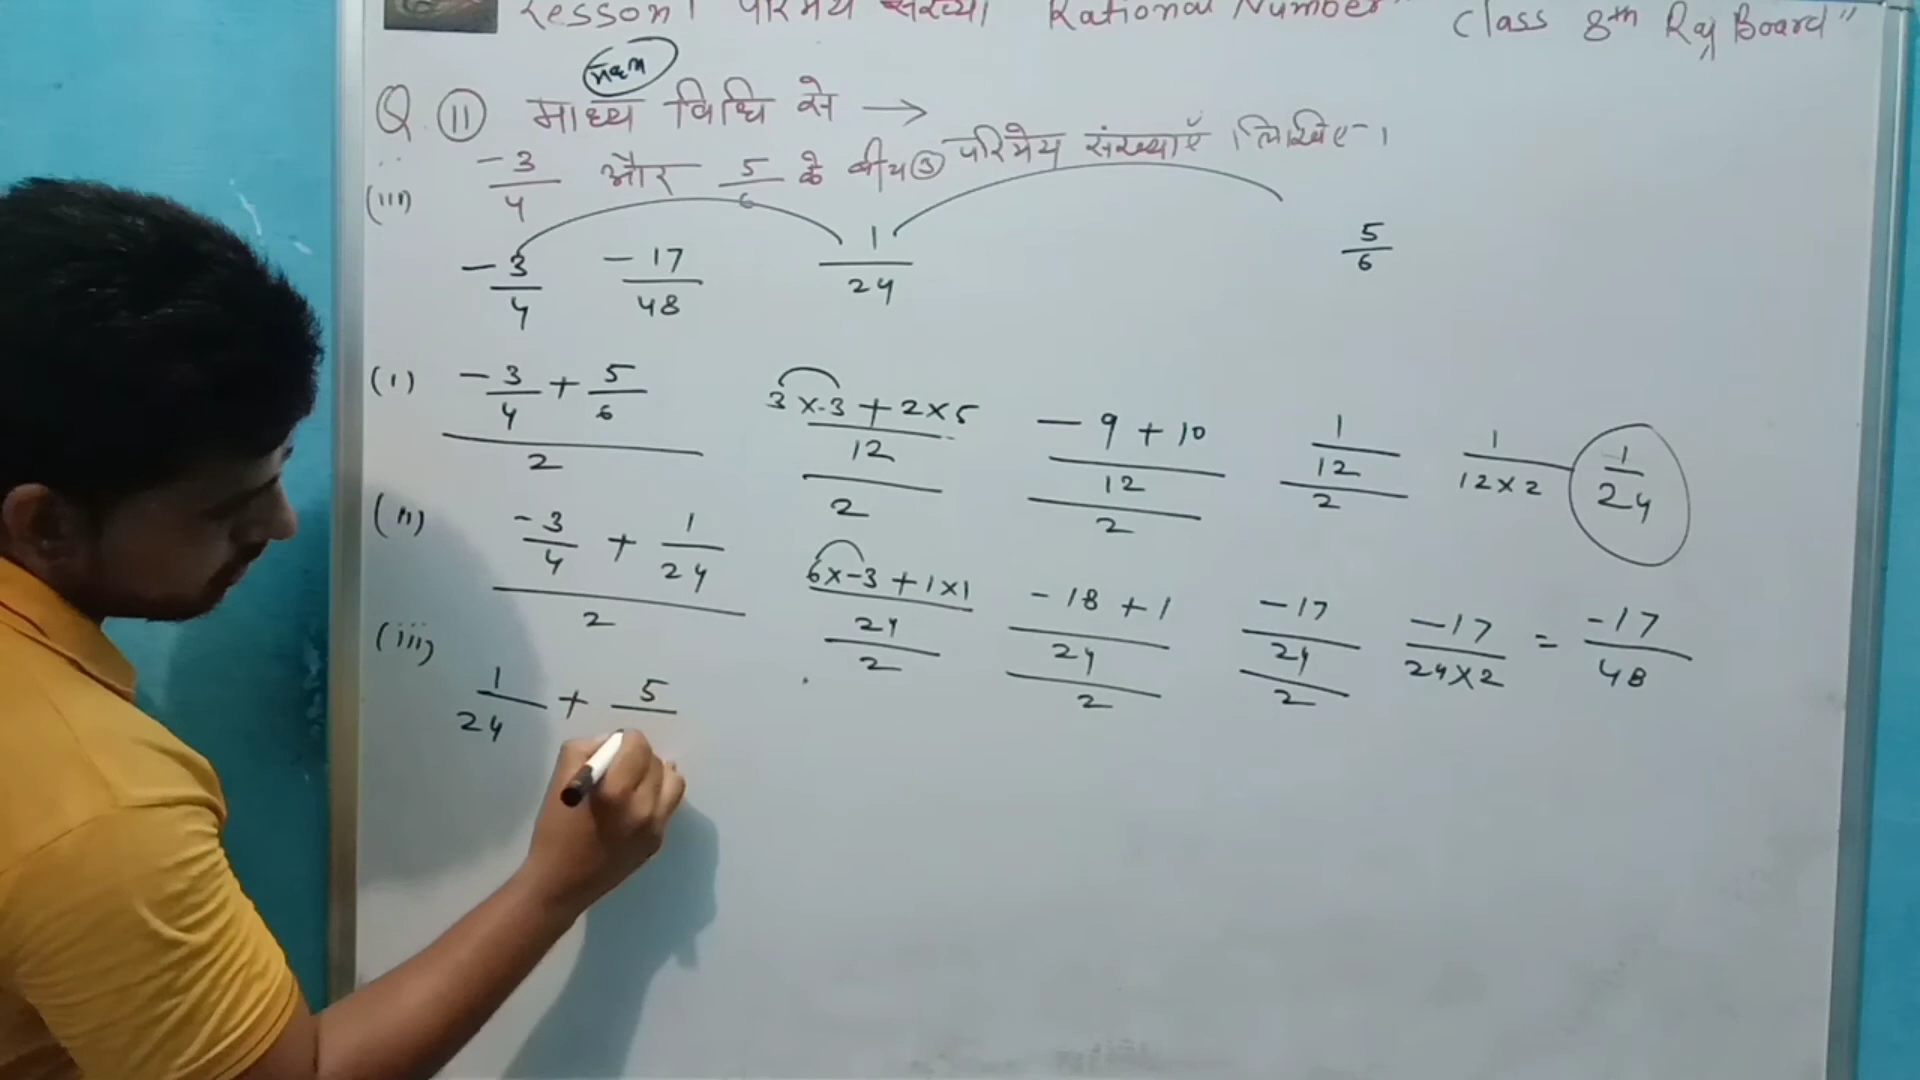 Lesson 1 परिमेय संख्या Rational Number Class 8th Raj Board"
Q (11) माध्य विधि से →
(iii) -3/4 और 5/6 के बीच (3) परिमेय संख्याएँ लिखिए-।
-3/4 -17/48 1/24 5/6
(i) (-3/4 + 5/6)/2 ((3×-3+2×5)/12)/2 ((-9+10)/12)/2 (1/12)/2 1/(12×2) 1/24
(ii) (-3/4 + 1/24)/2 ((6×-3+1×1)/24)/2 ((-18+1)/24)/2 (-17/24)/2 -17/(24×2) = -17/48
(iii) 1/24 + 5